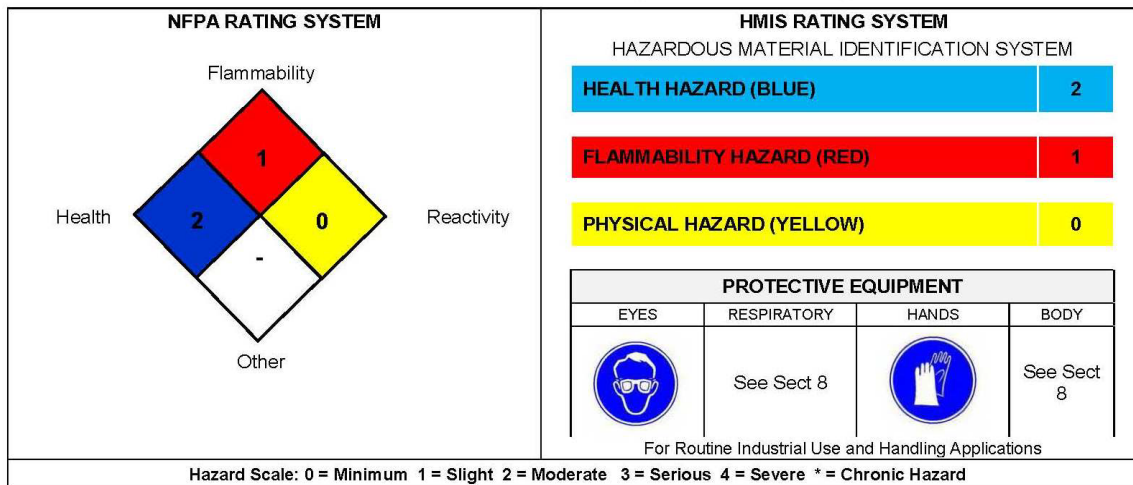 NFPA RATING SYSTEM
Flammability
1
Health
2
0
Reactivity
-
Other
HMIS RATING SYSTEM
HAZARDOUS MATERIAL IDENTIFICATION SYSTEM
HEALTH HAZARD (BLUE) 2
FLAMMABILITY HAZARD (RED) 1
PHYSICAL HAZARD (YELLOW) 0
PROTECTIVE EQUIPMENT
EYES RESPIRATORY HANDS BODY
See Sect 8
See Sect
8
For Routine Industrial Use and Handling Applications
Hazard Scale: 0 = Minimum 1 = Slight 2 = Moderate 3 = Serious 4 = Severe * = Chronic Hazard